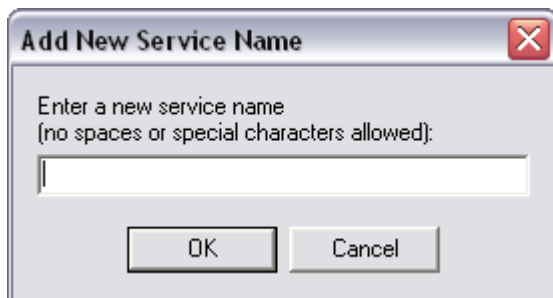 Add New Service Name
Enter a new service name
(no spaces or special characters allowed):
OK
Cancel